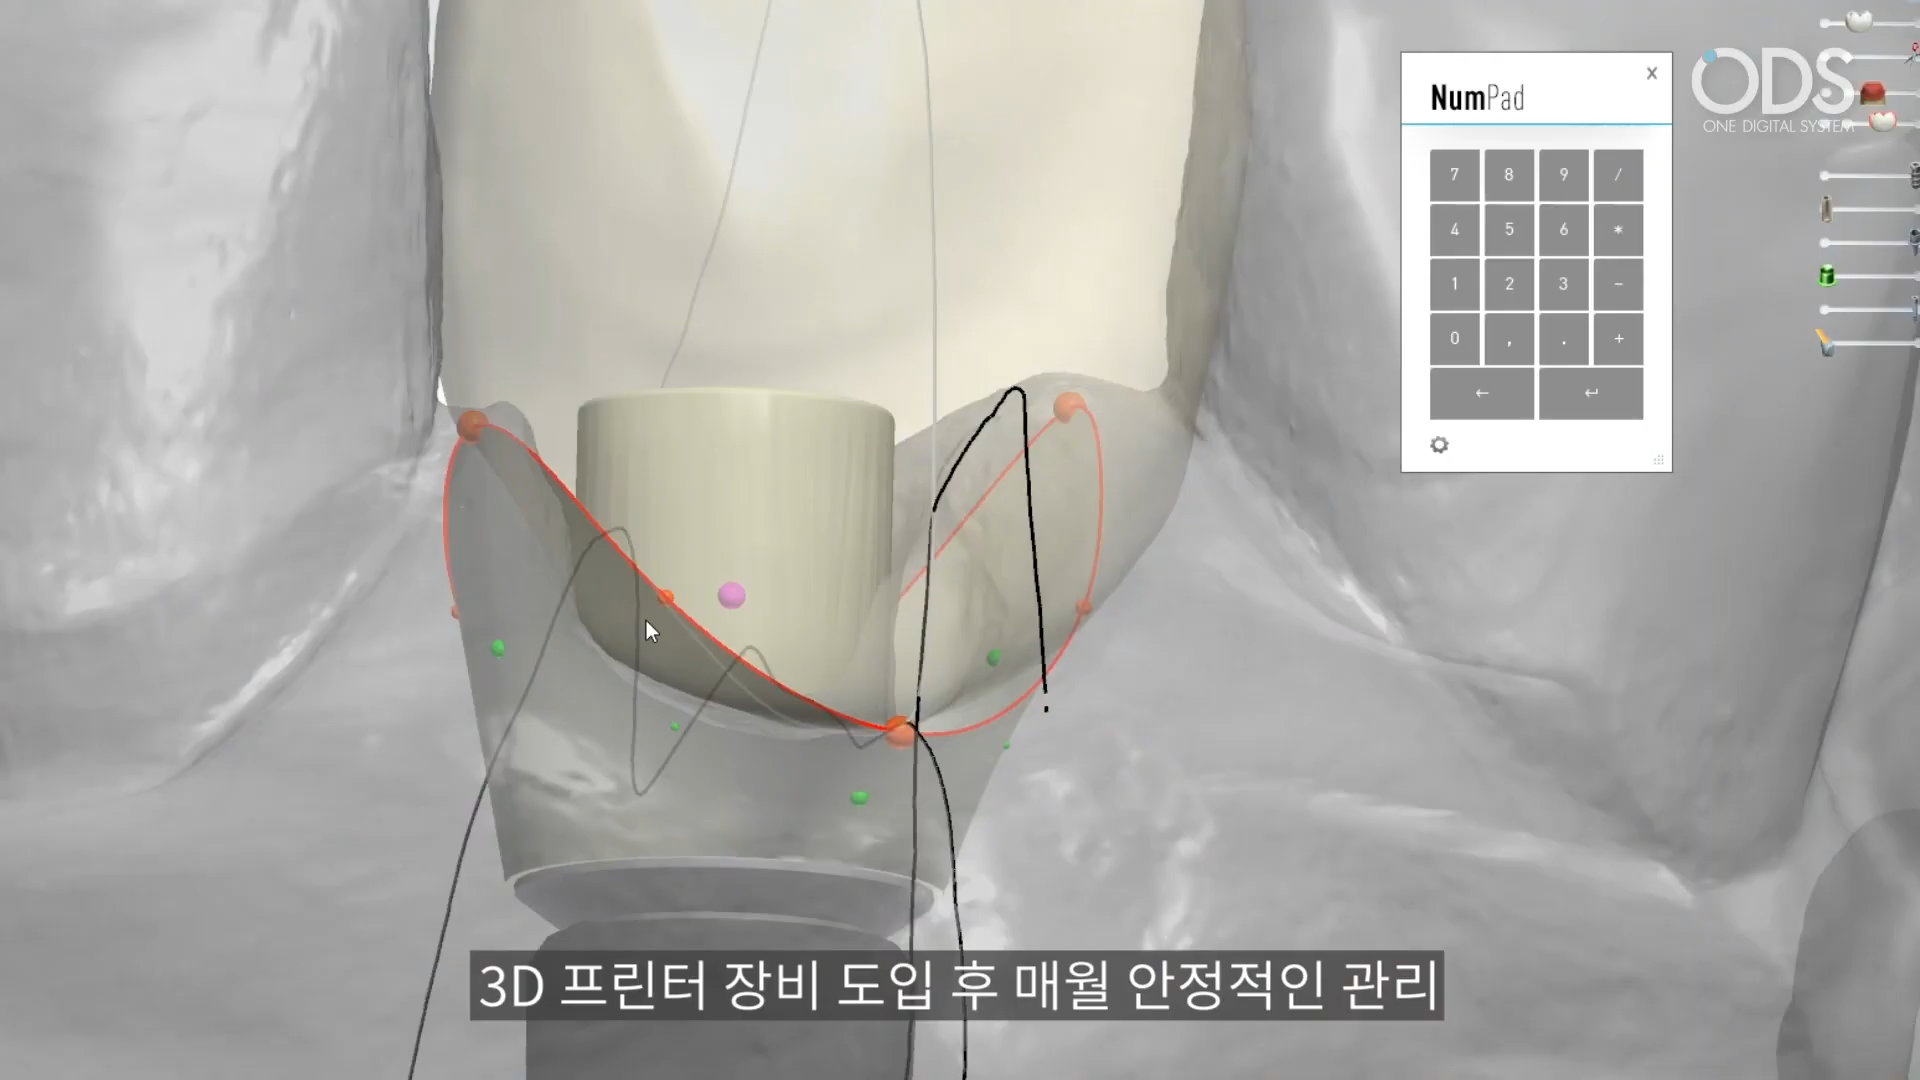 NumPad
x
ODS
ONE DIGITAL SYSTEM
7 8 9 /
4 5 6 *
1 2 3 -
0 , . +
← ↵
3D 프린터 장비 도입 후 매월 안정적인 관리